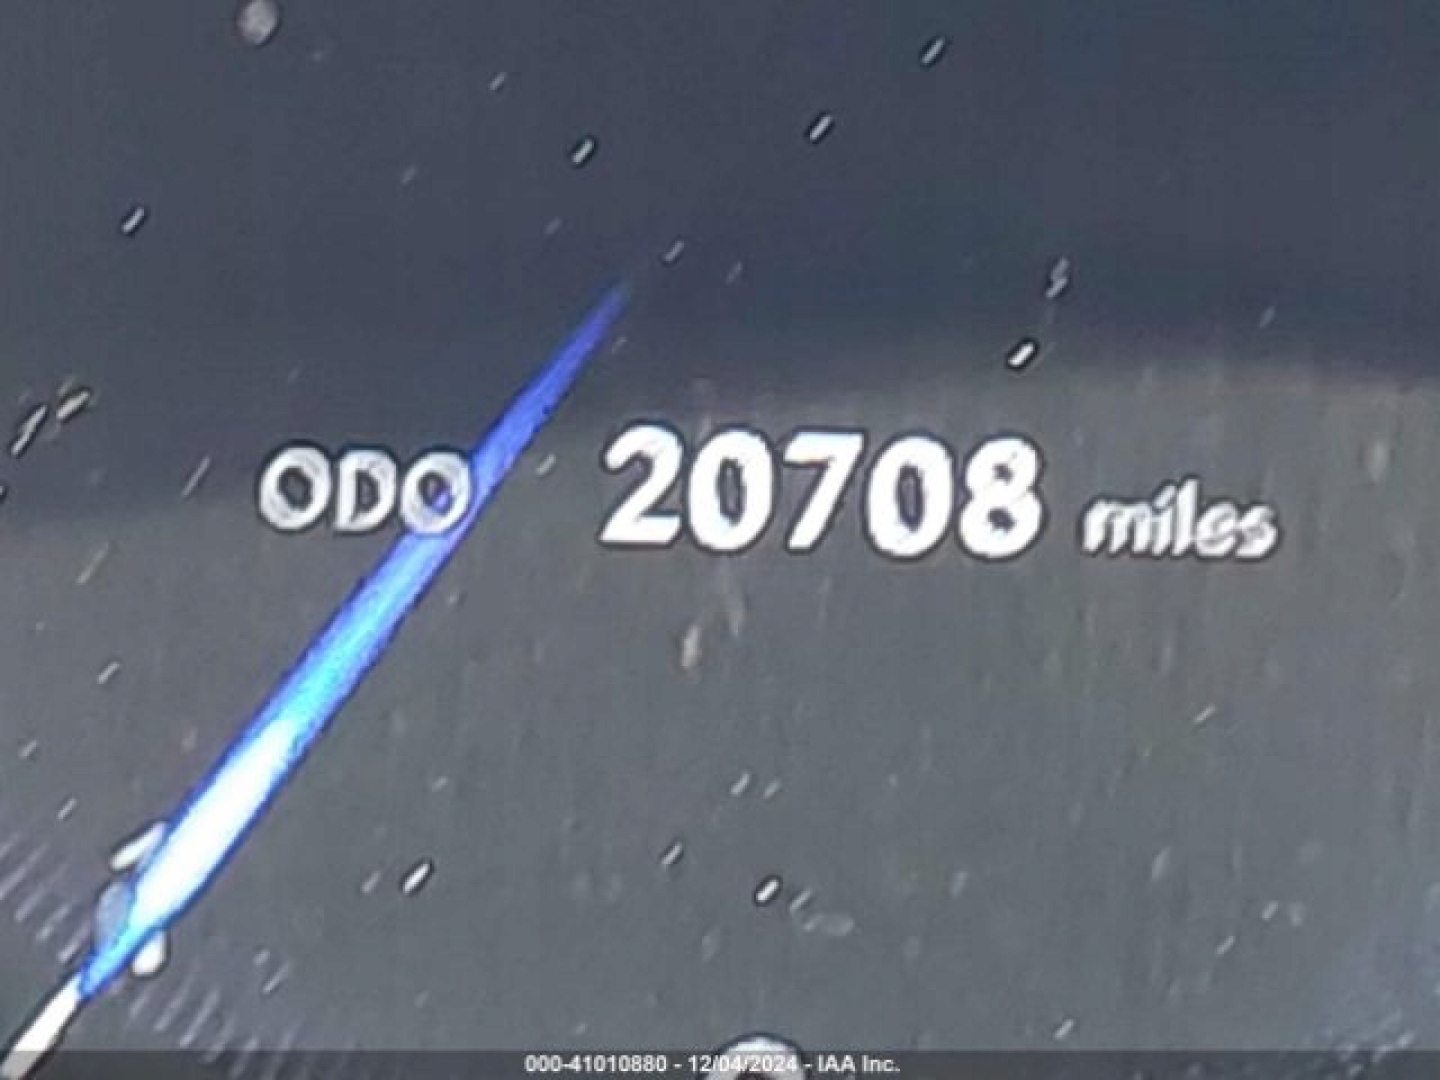 ODO 20708 miles
000-41010880 - 12/04/2024 - IAA Inc.